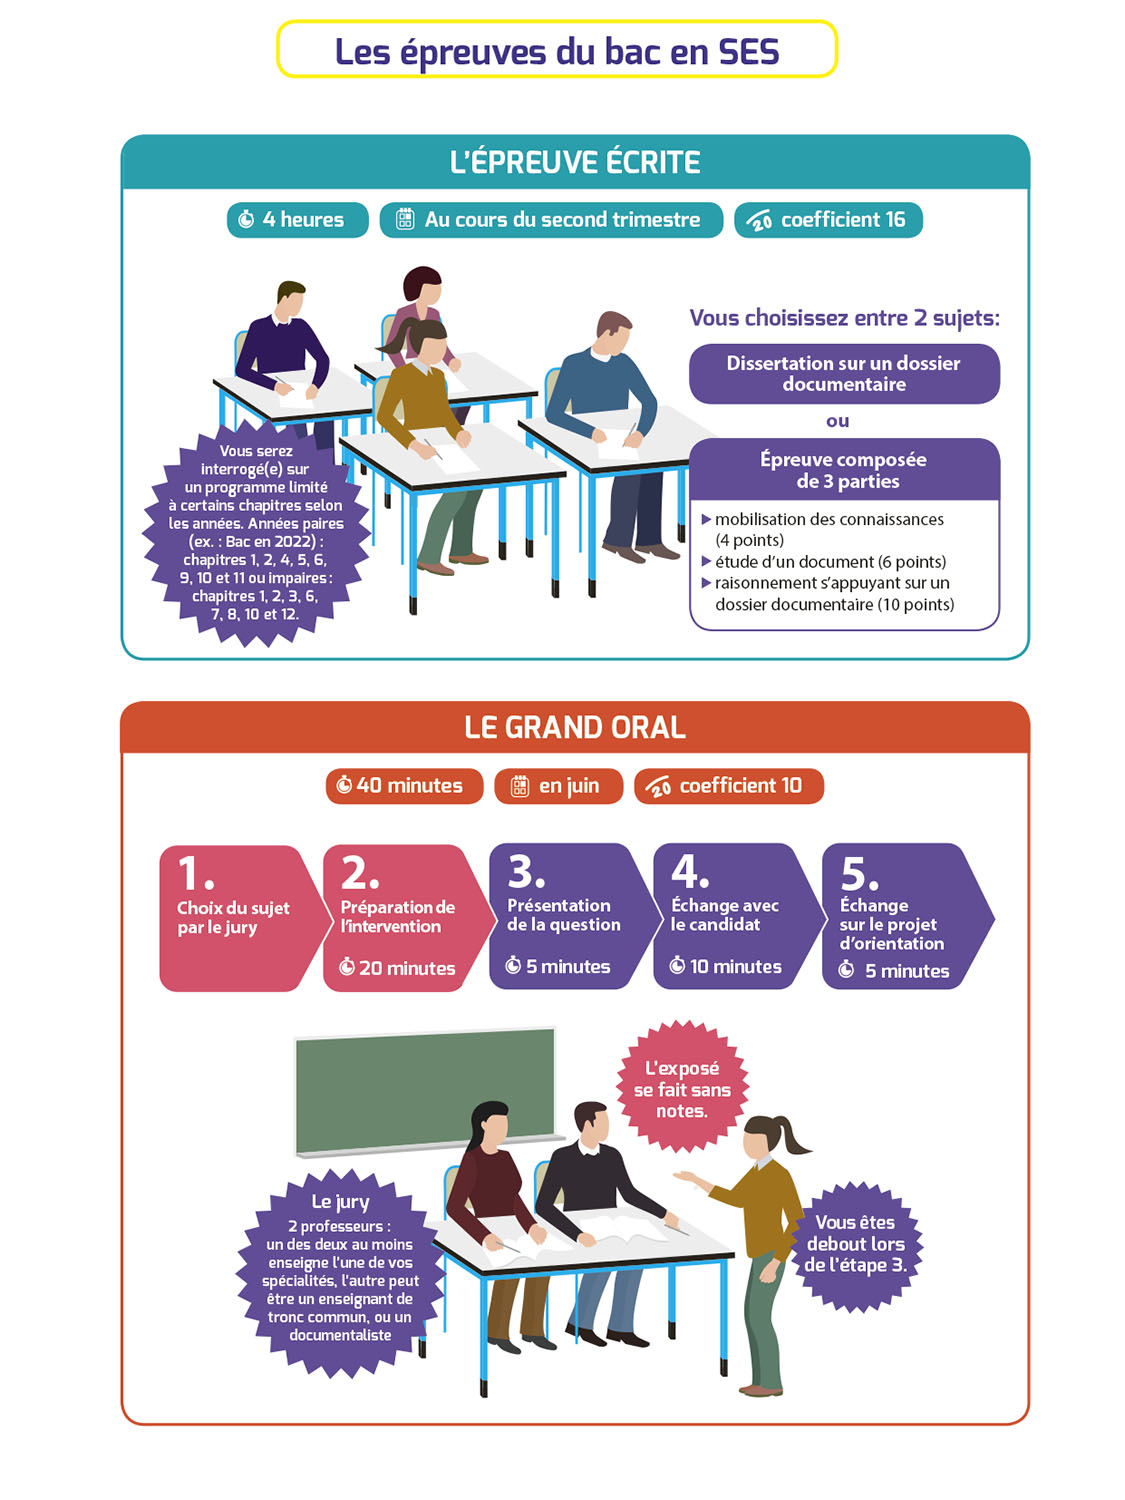 Les épreuves du bac en SES
L'ÉPREUVE ÉCRITE
4 heures
Au cours du second trimestre
20 coefficient 16
Vous choisissez entre 2 sujets:
Dissertation sur un dossier
documentaire
ou
Épreuve composée
de 3 parties
mobilisation des connaissances
(4 points)
étude d'un document (6 points)
raisonnement s'appuyant sur un
dossier documentaire (10 points)
Vous serez
interrogé(e) sur
un programme limité
à certains chapitres selon
les années. Années paires
(ex. : Bac en 2022) :
chapitres 1, 2, 4, 5, 6,
9, 10 et 11 ou impaires :
chapitres 1, 2, 3, 6,
7, 8, 10 et 12.
LE GRAND ORAL
40 minutes
en juin
20 coefficient 10
1.
Choix du sujet
par le jury
2.
Préparation de
l'intervention
20 minutes
3.
Présentation
de la question
5 minutes
4.
Échange avec
le candidat
10 minutes
5.
Échange
sur le projet
d'orientation
5 minutes
L'exposé
se fait sans
notes.
Le jury
2 professeurs :
un des deux au moins
enseigne l'une de vos
spécialités, l'autre peut
être un enseignant de
tronc commun, ou un
documentaliste
Vous êtes
debout lors
de l'étape 3.